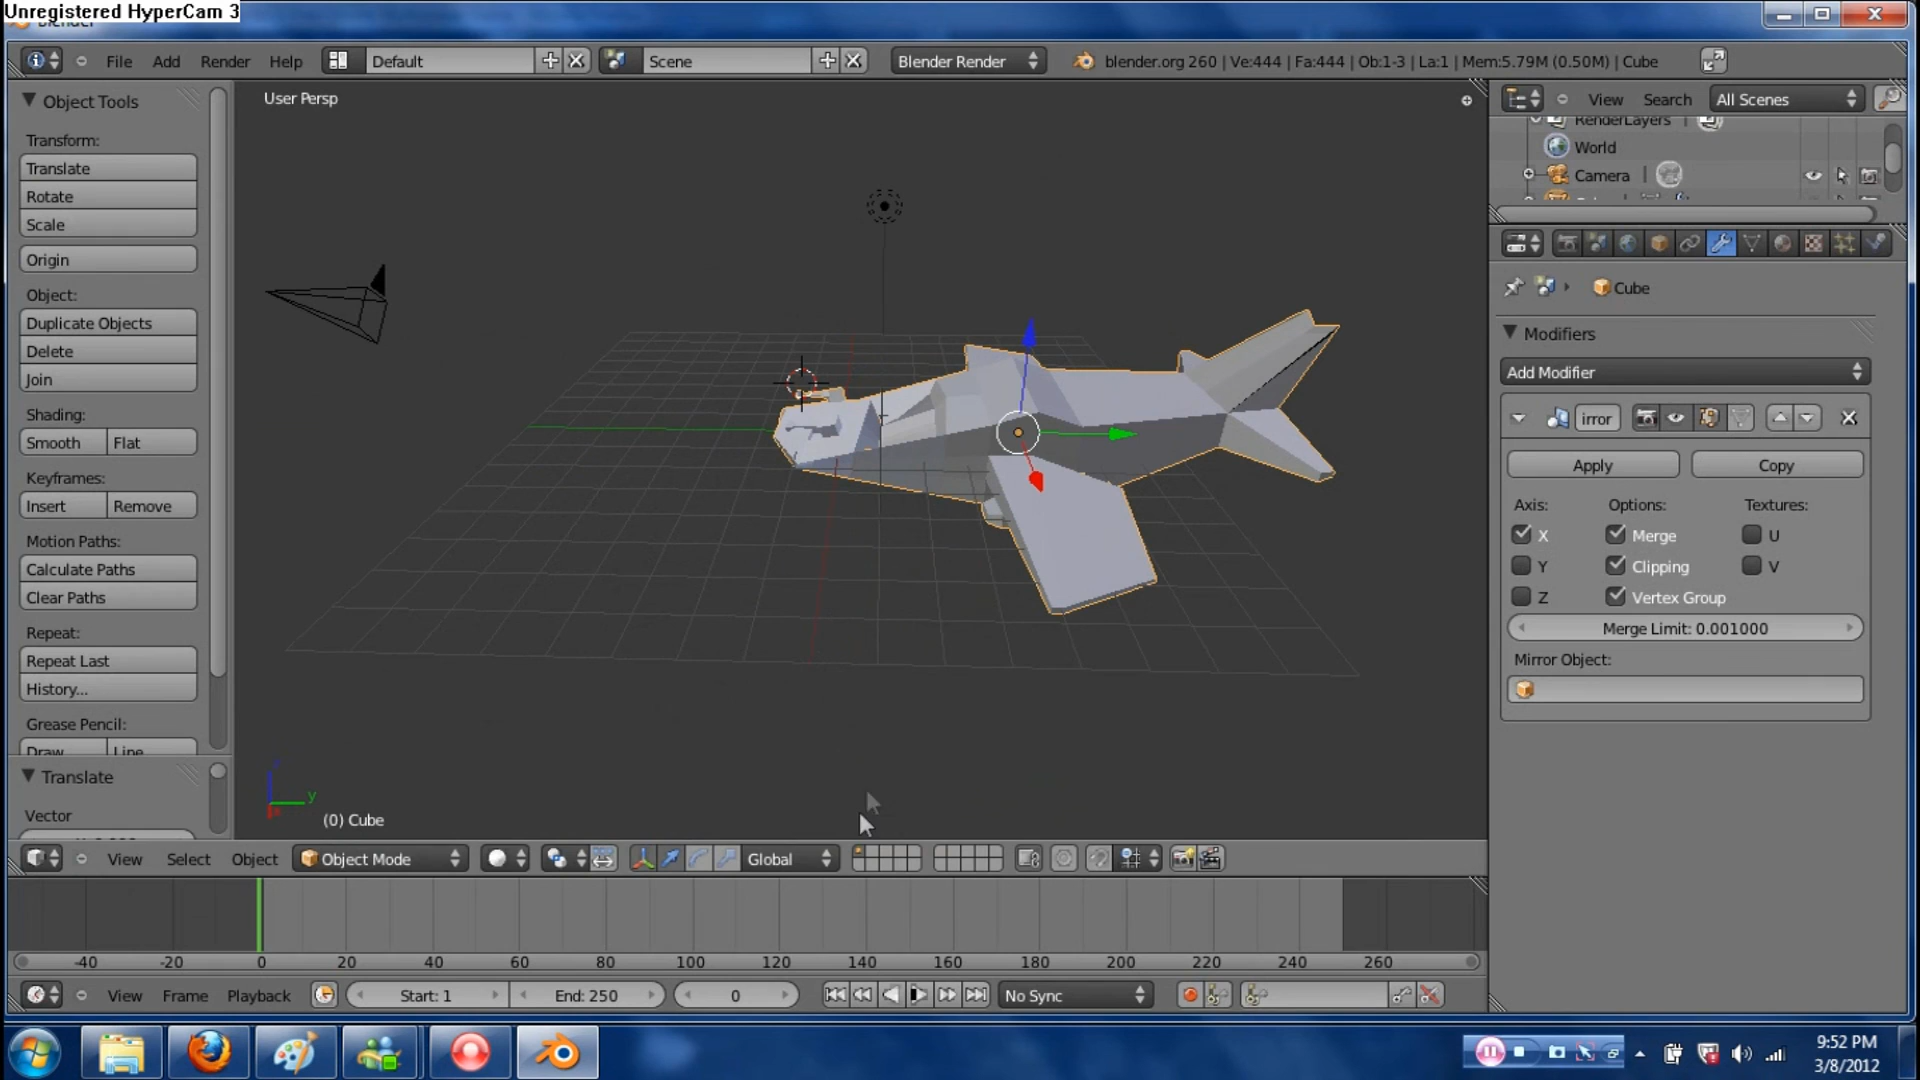 Unregistered HyperCam 3
Blender
File Add Render Help Default Scene Blender Render blender.org 260 | Ve:444 | Fa:444 | Ob:1-3 | La:1 | Mem:5.79M (0.50M) | Cube
Object Tools
Transform:
Translate
Rotate
Scale
Origin
Object:
Duplicate Objects
Delete
Join
Shading:
Smooth Flat
Keyframes:
Insert Remove
Motion Paths:
Calculate Paths
Clear Paths
Repeat:
Repeat Last
History...
Grease Pencil:
Draw Line
Translate
Vector
User Persp
y
(0) Cube
View Search All Scenes
RenderLayers |
World
Camera |
Cube
Modifiers
Add Modifier
irror
Apply Copy
Axis: Options: Textures:
X Merge U
Y Clipping V
Z Vertex Group
Merge Limit: 0.001000
Mirror Object:
View Select Object Object Mode Global
-40 -20 0 20 40 60 80 100 120 140 160 180 200 220 240 260
View Frame Playback Start: 1 End: 250 0 No Sync
9:52 PM
3/8/2012